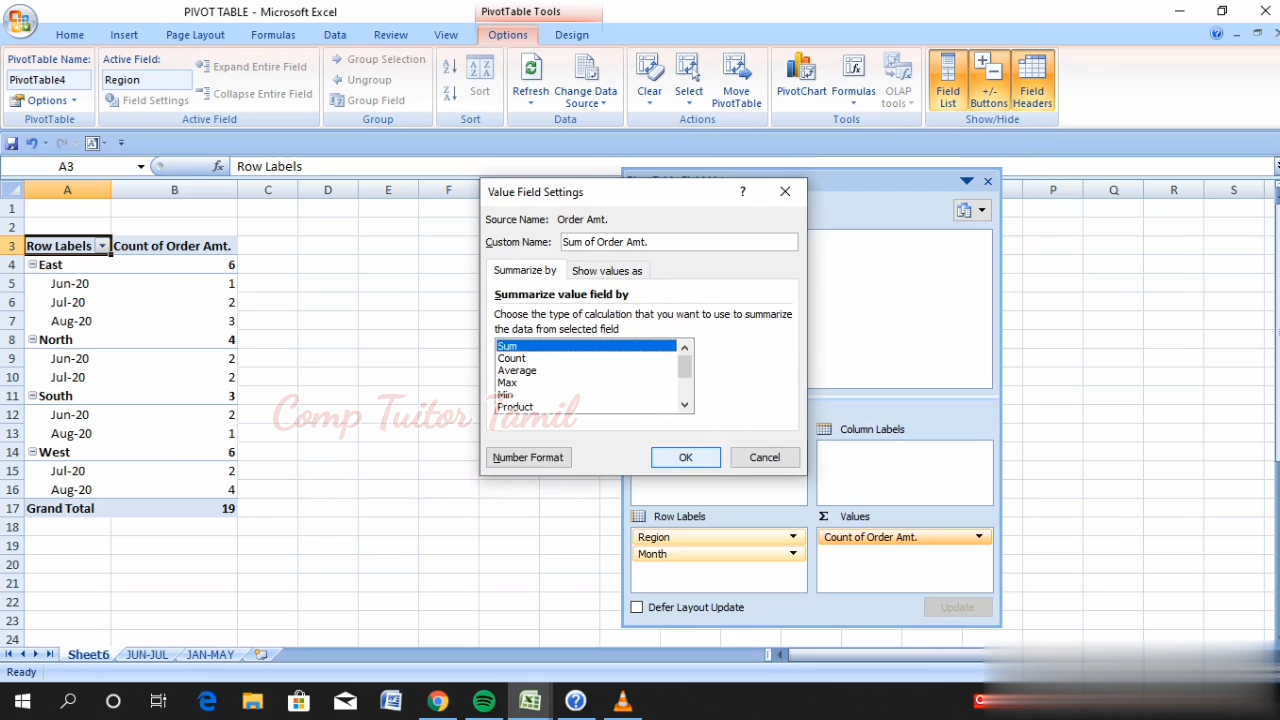 PIVOT TABLE - Microsoft Excel
PivotTable Tools
Home Insert Page Layout Formulas Data Review View Options Design
PivotTable Name:
PivotTable4
Options
PivotTable
Active Field:
Region
Field Settings
Expand Entire Field
Collapse Entire Field
Active Field
Group Selection
Ungroup
Group Field
Group
Sort
Sort
Refresh
Change Data Source
Data
Clear
Select
Move PivotTable
Actions
PivotChart
Formulas
OLAP tools
Tools
Field List
+/- Buttons
Field Headers
Show/Hide
A3
fx
Row Labels
A B C D E F P Q R S
1
2
3 Row Labels Count of Order Amt.
4 East 6
5 Jun-20 1
6 Jul-20 2
7 Aug-20 3
8 North 4
9 Jun-20 2
10 Jul-20 2
11 South 3
12 Jun-20 2
13 Aug-20 1
14 West 6
15 Jul-20 2
16 Aug-20 4
17 Grand Total 19
18
19
20
21
22
23
24
Value Field Settings
Source Name: Order Amt.
Custom Name: Sum of Order Amt.
Summarize by Show values as
Summarize value field by
Choose the type of calculation that you want to use to summarize
the data from selected field
Sum
Count
Average
Max
Min
Product
Number Format OK Cancel
Comp Tuitor Tamil
Column Labels
Row Labels
Region
Month
Σ Values
Count of Order Amt.
Defer Layout Update
Update
Sheet6 JUN-JUL JAN-MAY
Ready